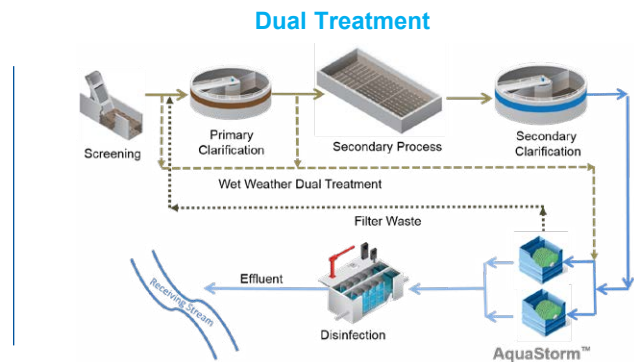 Dual Treatment
Screening
Primary
Clarification
Secondary Process
Secondary
Clarification
Wet Weather Dual Treatment
Filter Waste
Effluent
Receiving Stream
Disinfection
AquaStorm™